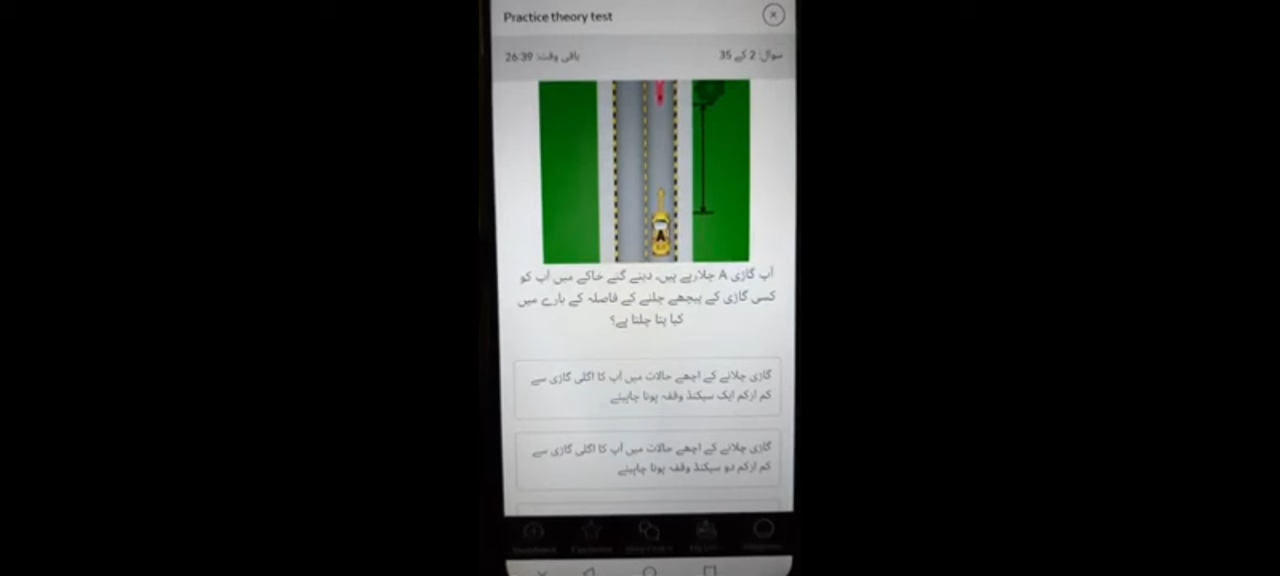 Practice theory test
سوال: 2 کے 35
باقی وقت: 26:39
A
آپ گاڑی A چلارہے ہیں۔ دیئے گئے خاکے میں آپ کو
کسی گاڑی کے پیچھے چلنے کے فاصلہ کے بارے میں
کیا پتا چلتا ہے؟
گاڑی چلانے کے اچھے حالات میں آپ کا اگلی گاڑی سے
کم ازکم ایک سیکنڈ وقفہ ہونا چاہیئے
گاڑی چلانے کے اچھے حالات میں آپ کا اگلی گاڑی سے
کم ازکم دو سیکنڈ وقفہ ہونا چاہیئے